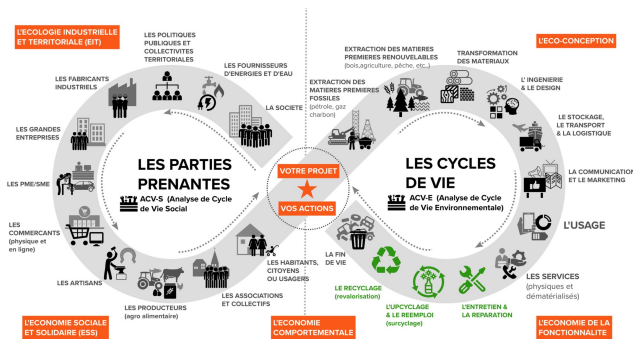 L'ECOLOGIE INDUSTRIELLE
ET TERRITORIALE (EIT)
LES POLITIQUES
PUBLIQUES ET
COLLECTIVITES
TERRITORIALES
LES FOURNISSEURS
D'ENERGIES ET D'EAU
LES FABRICANTS
INDUSTRIELS
LA SOCIETE
LES GRANDES
ENTREPRISES
LES PARTIES
PRENANTES
ACV-S (Analyse de Cycle
de Vie Social)
LES PME/SME
LES
COMMERCANTS
(physique et
en ligne)
LES ARTISANS
LES PRODUCTEURS
(agro alimentaire)
LES ASSOCIATIONS
ET COLLECTIFS
LES HABITANTS,
CITOYENS
OU USAGERS
L'ECONOMIE SOCIALE
ET SOLIDAIRE (ESS)
VOTRE PROJET
VOS ACTIONS
L'ECONOMIE
COMPORTEMENTALE
EXTRACTION DES MATIERES
PREMIERES RENOUVELABLES
(bois,agriculture, pêche, etc..)
EXTRACTION DES
MATIERES PREMIERES
FOSSILES
(pétrole, gaz
charbon)
TRANSFORMATION
DES MATERIAUX
L'ECO-CONCEPTION
L' INGENIERIE
& LE DESIGN
LE STOCKAGE,
LE TRANSPORT
& LA LOGISTIQUE
LES CYCLES
DE VIE
ACV-E (Analyse de Cycle
de Vie Environnementale)
LA COMMUNICATION
ET LE MARKETING
L'USAGE
LES SERVICES
(physiques et
dématérialisés)
LA FIN
DE VIE
LE RECYCLAGE
(revalorisation)
L'UPCYCLAGE
& LE REEMPLOI
(surcyclage)
L'ENTRETIEN &
LA REPARATION
L'ECONOMIE DE LA
FONCTIONNALITE